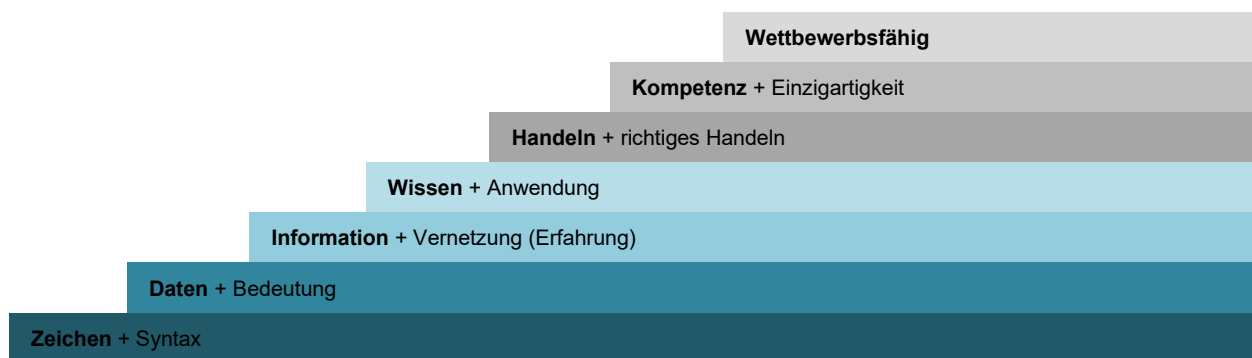 Wettbewerbsfähig
Kompetenz + Einzigartigkeit
Handeln + richtiges Handeln
Wissen + Anwendung
Information + Vernetzung (Erfahrung)
Daten + Bedeutung
Zeichen + Syntax